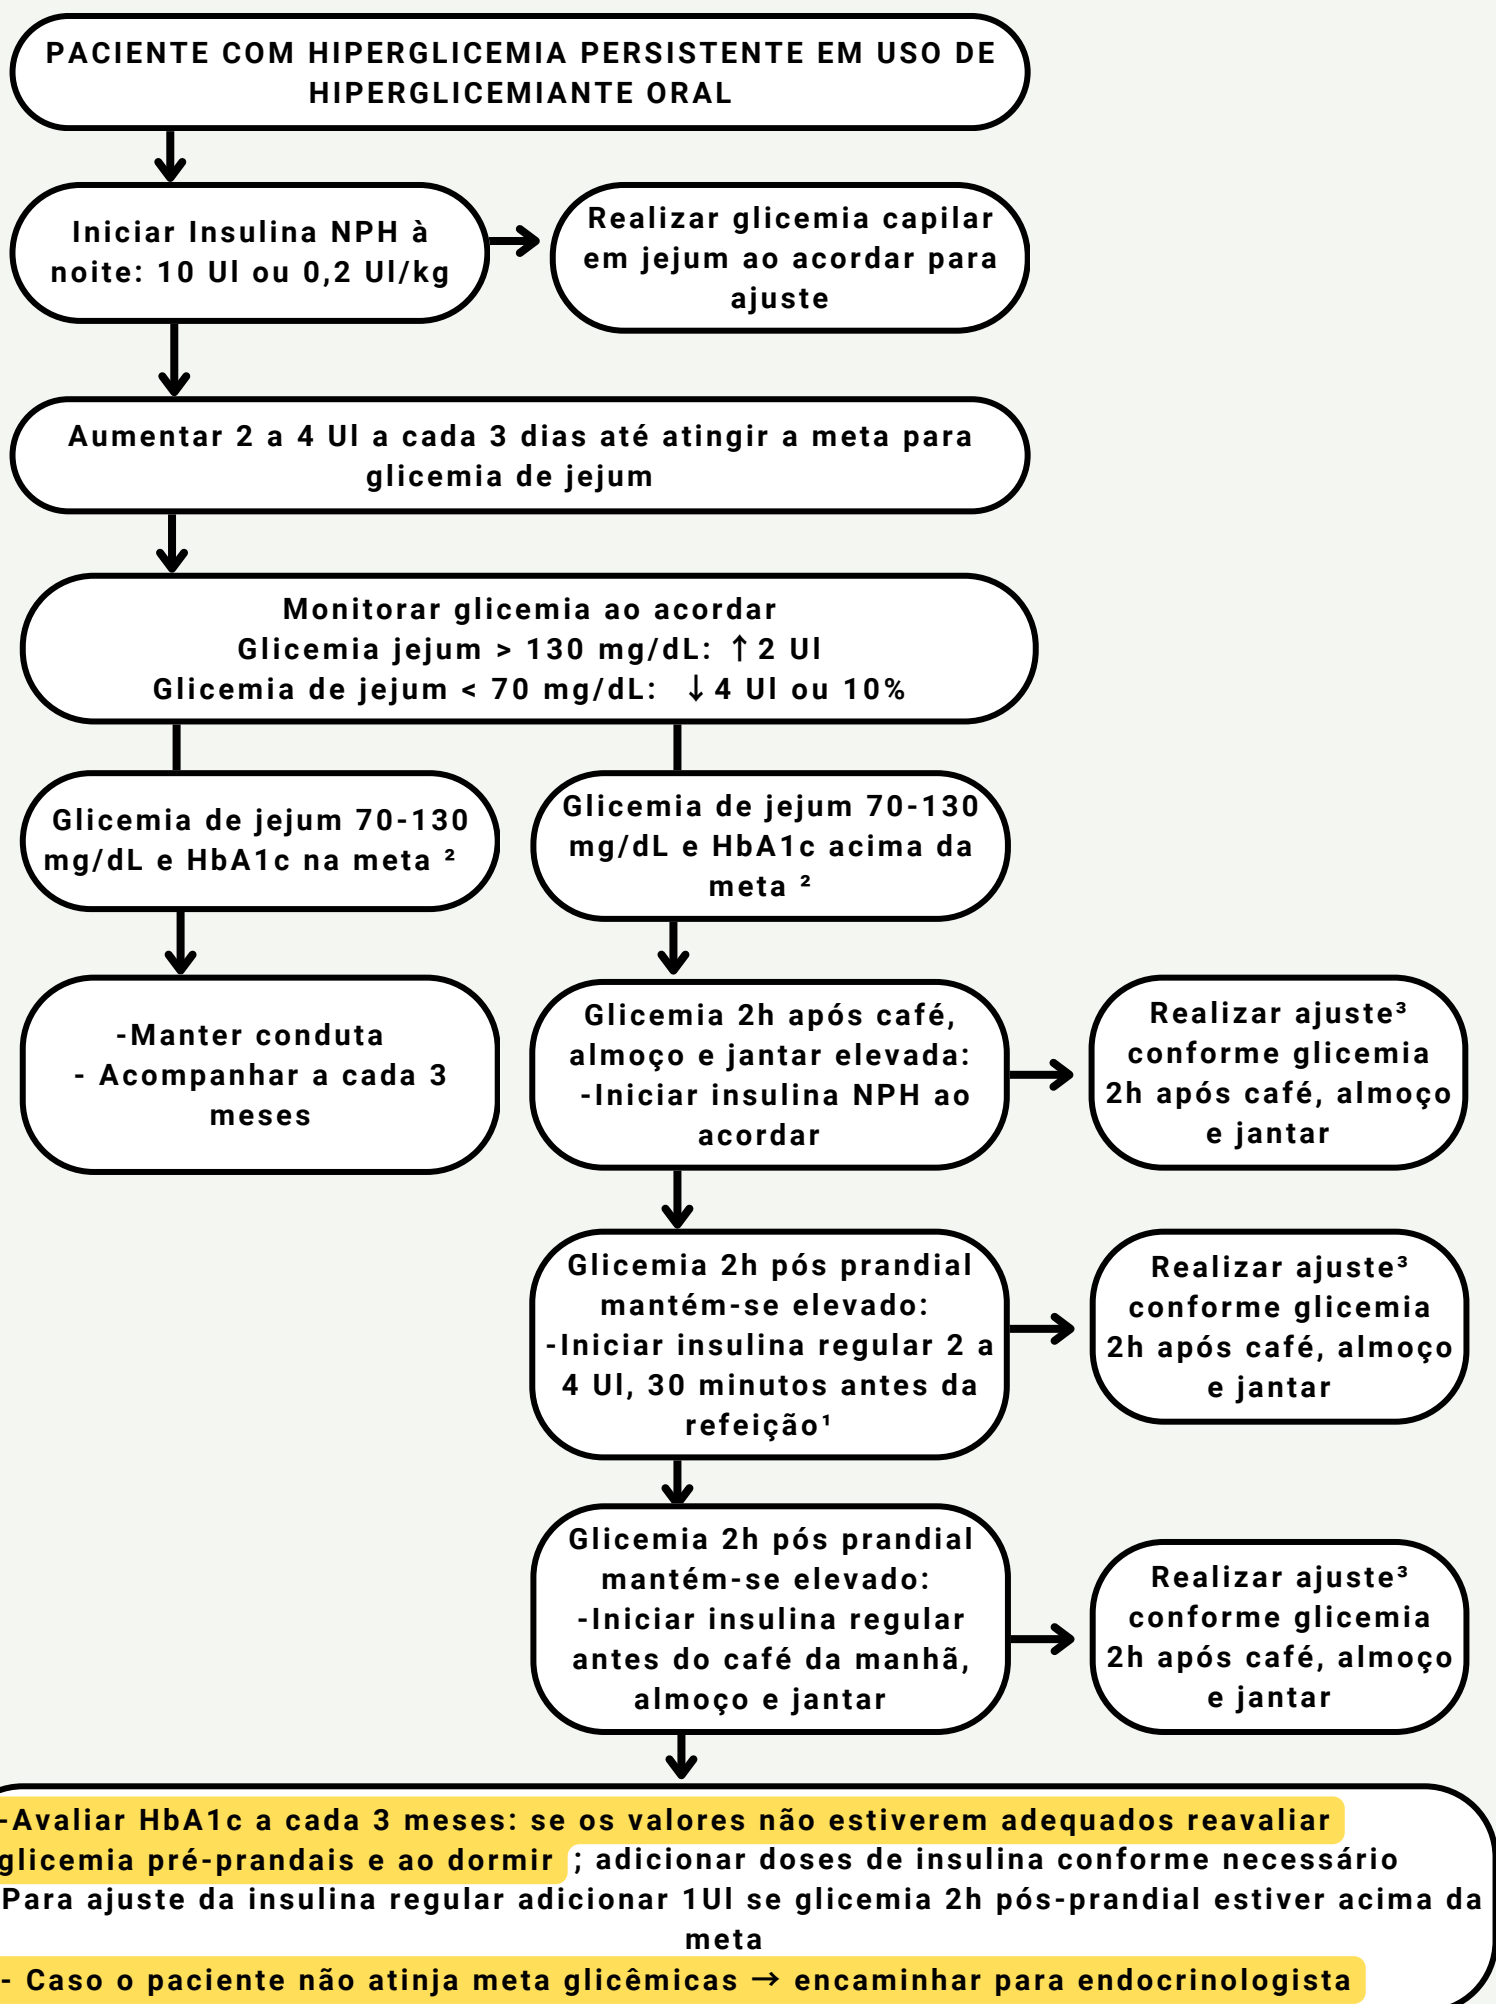 PACIENTE COM HIPERGLICEMIA PERSISTENTE EM USO DE
HIPERGLICEMIANTE ORAL
Iniciar Insulina NPH à
noite: 10 UI ou 0,2 UI/kg
Realizar glicemia capilar
em jejum ao acordar para
ajuste
Aumentar 2 a 4 UI a cada 3 dias até atingir a meta para
glicemia de jejum
Monitorar glicemia ao acordar
Glicemia jejum > 130 mg/dL: ↑2 UI
Glicemia de jejum < 70 mg/dL: ↓4 UI ou 10%
Glicemia de jejum 70-130
mg/dL e HbA1c na meta ²
Glicemia de jejum 70-130
mg/dL e HbA1c acima da
meta ²
-Manter conduta
- Acompanhar a cada 3
meses
Glicemia 2h após café,
almoço e jantar elevada:
-Iniciar insulina NPH ao
acordar
Realizar ajuste³
conforme glicemia
2h após café, almoço
e jantar
Glicemia 2h pós prandial
mantém-se elevado:
-Iniciar insulina regular 2 a
4 UI, 30 minutos antes da
refeição¹
Realizar ajuste³
conforme glicemia
2h após café, almoço
e jantar
Glicemia 2h pós prandial
mantém-se elevado:
-Iniciar insulina regular
antes do café da manhã,
almoço e jantar
Realizar ajuste³
conforme glicemia
2h após café, almoço
e jantar
-Avaliar HbA1c a cada 3 meses: se os valores não estiverem adequados reavaliar
glicemia pré-prandais e ao dormir ; adicionar doses de insulina conforme necessário
Para ajuste da insulina regular adicionar 1UI se glicemia 2h pós-prandial estiver acima da
meta
- Caso o paciente não atinja meta glicêmicas → encaminhar para endocrinologista